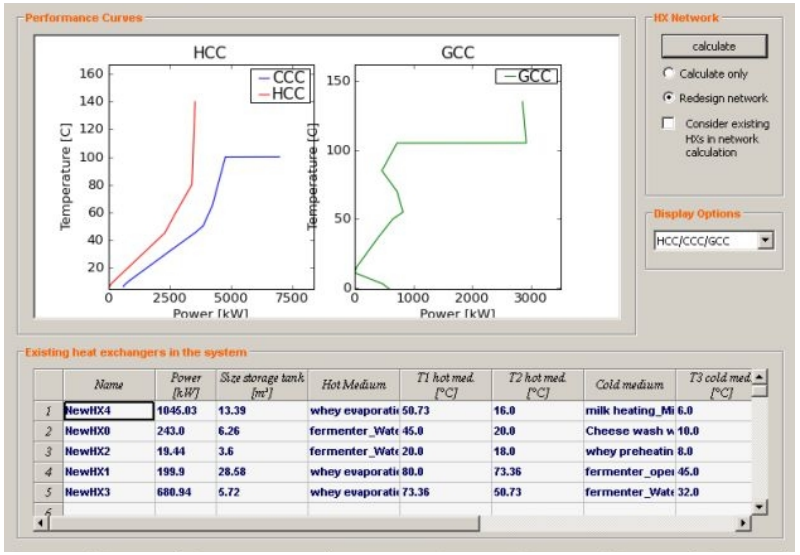 Performance Curves
HX Network
HCC
GCC
CCC
HCC
GCC
160
140
120
100
80
60
40
20
Temperature [C]
0 2500 5000 7500
Power [kW]
150
100
50
0
Temperature [C]
0 1000 2000 3000
Power [kW]
calculate
Calculate only
Redesign network
Consider existing
HXs in network
calculation
Display Options
HCC/CCC/GCC
Existing heat exchangers in the system
Name Power [kW] Size storage tank [m³] Hot Medium T1 hot med. [°C] T2 hot med. [°C] Cold medium T3 cold med. [°C]
1 NewHX4 1045.03 13.39 whey evaporati 50.73 16.0 milk heating_Mi 6.0
2 NewHX0 243.0 6.26 fermenter_Wate 45.0 20.0 Cheese wash w 10.0
3 NewHX2 19.44 3.6 fermenter_Wate 20.0 18.0 whey preheatin 8.0
4 NewHX1 199.9 28.58 whey evaporati 80.0 73.36 fermenter_oper 45.0
5 NewHX3 680.94 5.72 whey evaporati 73.36 50.73 fermenter_Wate 32.0
6